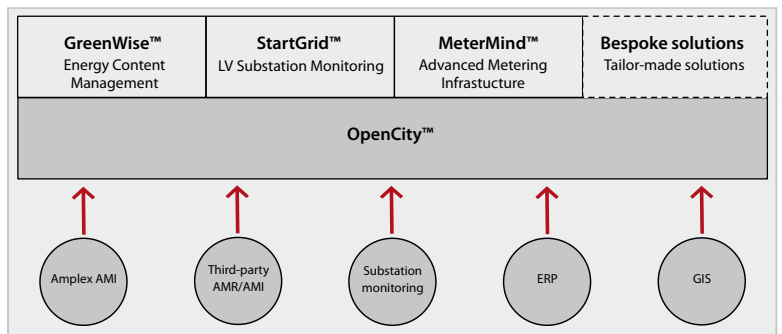 GreenWise™
Energy Content
Management
StartGrid™
LV Substation Monitoring
MeterMind™
Advanced Metering
Infrastucture
Bespoke solutions
Tailor-made solutions
OpenCity™
Amplex AMI
Third-party
AMR/AMI
Substation
monitoring
ERP
GIS